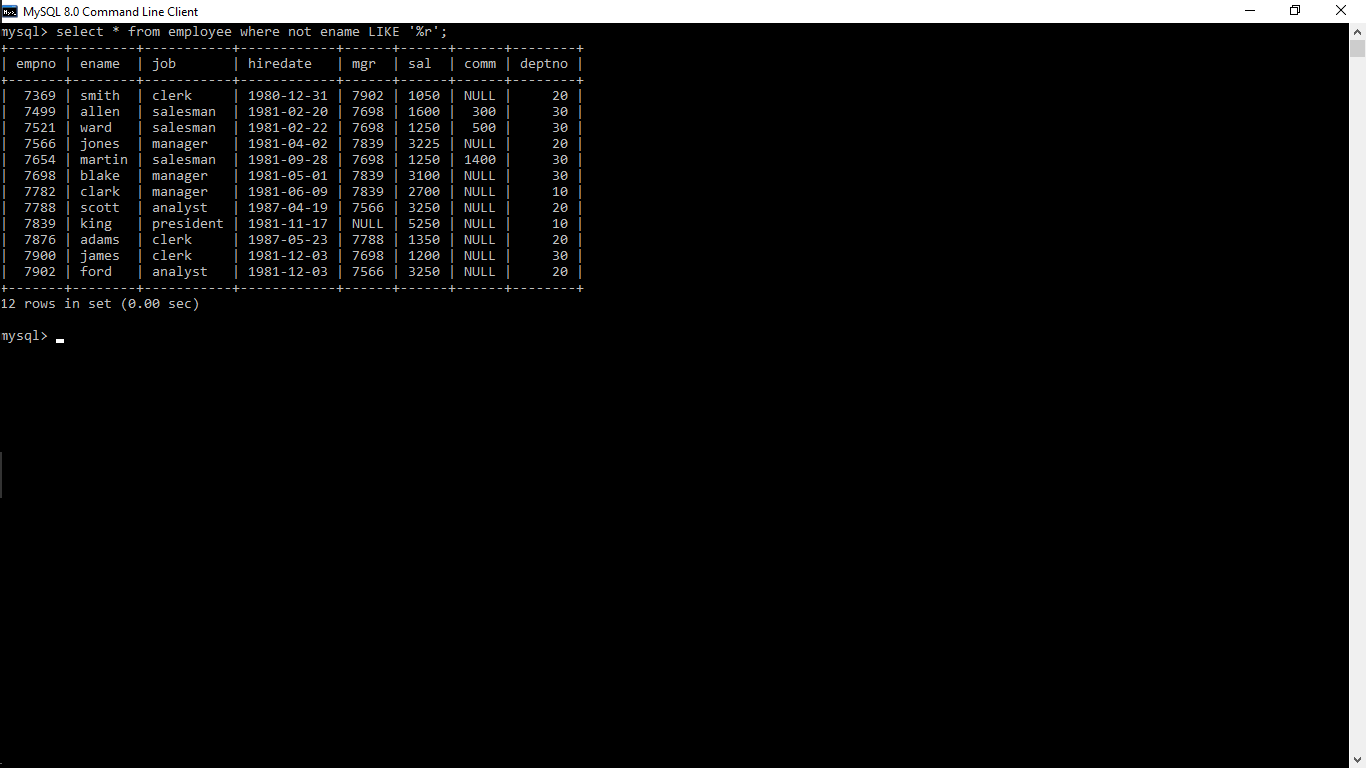 MySQL 8.0 Command Line Client
mysql> select * from employee where not ename LIKE '%r';
+-------+--------+-----------+------------+------+------+------+--------+
| empno | ename  | job       | hiredate   | mgr  | sal  | comm | deptno |
+-------+--------+-----------+------------+------+------+------+--------+
|  7369 | smith  | clerk     | 1980-12-31 | 7902 | 1050 | NULL |     20 |
|  7499 | allen  | salesman  | 1981-02-20 | 7698 | 1600 |  300 |     30 |
|  7521 | ward   | salesman  | 1981-02-22 | 7698 | 1250 |  500 |     30 |
|  7566 | jones  | manager   | 1981-04-02 | 7839 | 3225 | NULL |     20 |
|  7654 | martin | salesman  | 1981-09-28 | 7698 | 1250 | 1400 |     30 |
|  7698 | blake  | manager   | 1981-05-01 | 7839 | 3100 | NULL |     30 |
|  7782 | clark  | manager   | 1981-06-09 | 7839 | 2700 | NULL |     10 |
|  7788 | scott  | analyst   | 1987-04-19 | 7566 | 3250 | NULL |     20 |
|  7839 | king   | president | 1981-11-17 | NULL | 5250 | NULL |     10 |
|  7876 | adams  | clerk     | 1987-05-23 | 7788 | 1350 | NULL |     20 |
|  7900 | james  | clerk     | 1981-12-03 | 7698 | 1200 | NULL |     30 |
|  7902 | ford   | analyst   | 1981-12-03 | 7566 | 3250 | NULL |     20 |
+-------+--------+-----------+------------+------+------+------+--------+
12 rows in set (0.00 sec)
mysql>